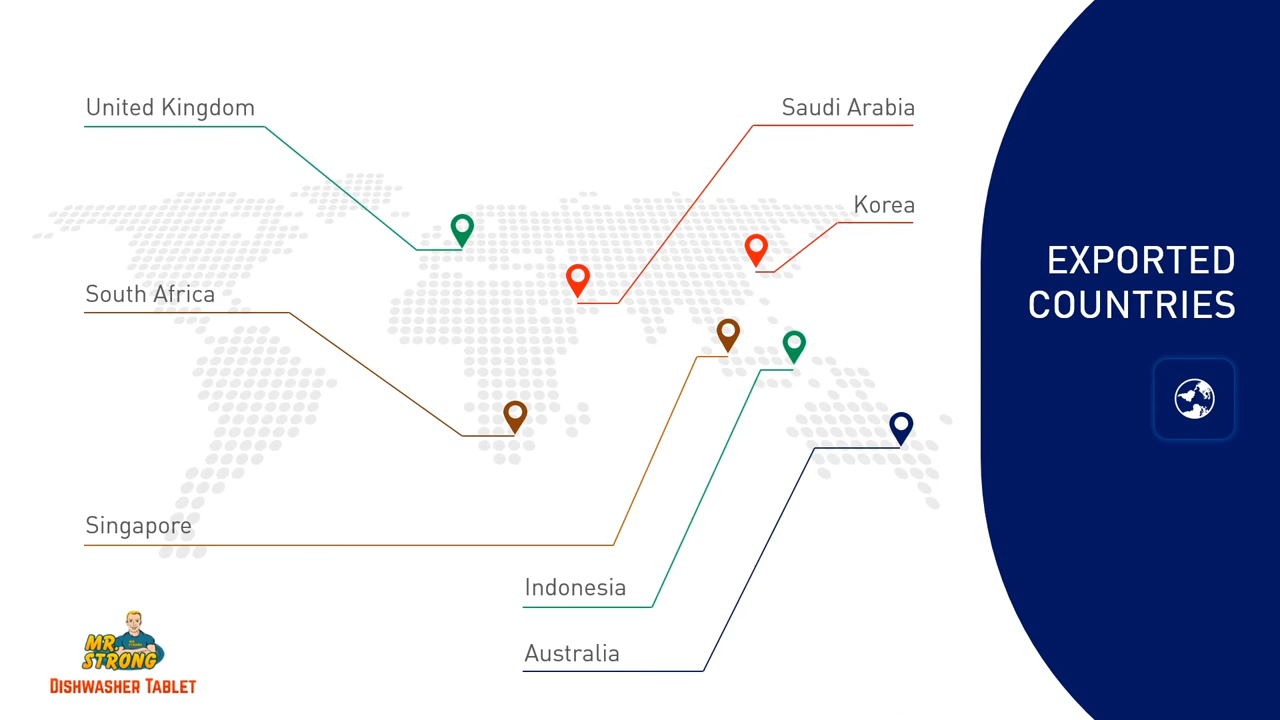 United Kingdom
Saudi Arabia
Korea
South Africa
Singapore
Indonesia
Australia
EXPORTED
COUNTRIES
MR.
STRONG
DISHWASHER TABLET